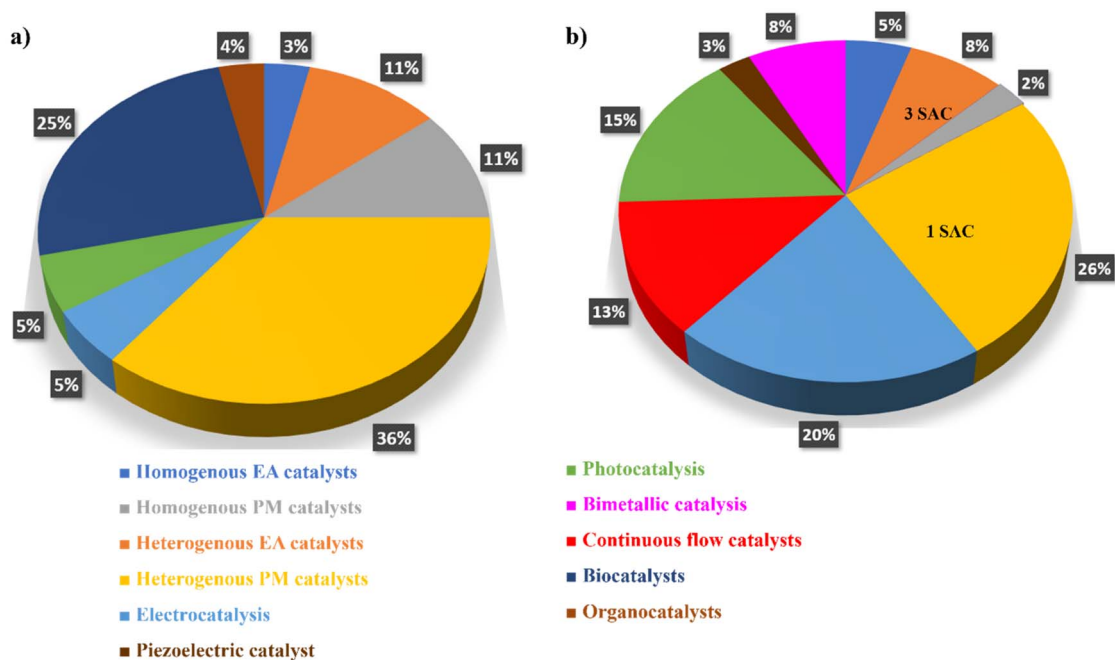 a)
4%
3%
11%
11%
25%
5%
5%
36%
b)
8%
5%
8%
2%
3%
15%
3 SAC
1 SAC
26%
13%
20%
Homogenous EA catalysts
Homogenous PM catalysts
Heterogenous EA catalysts
Heterogenous PM catalysts
Electrocatalysis
Piezoelectric catalyst
Photocatalysis
Bimetallic catalysis
Continuous flow catalysts
Biocatalysts
Organocatalysts